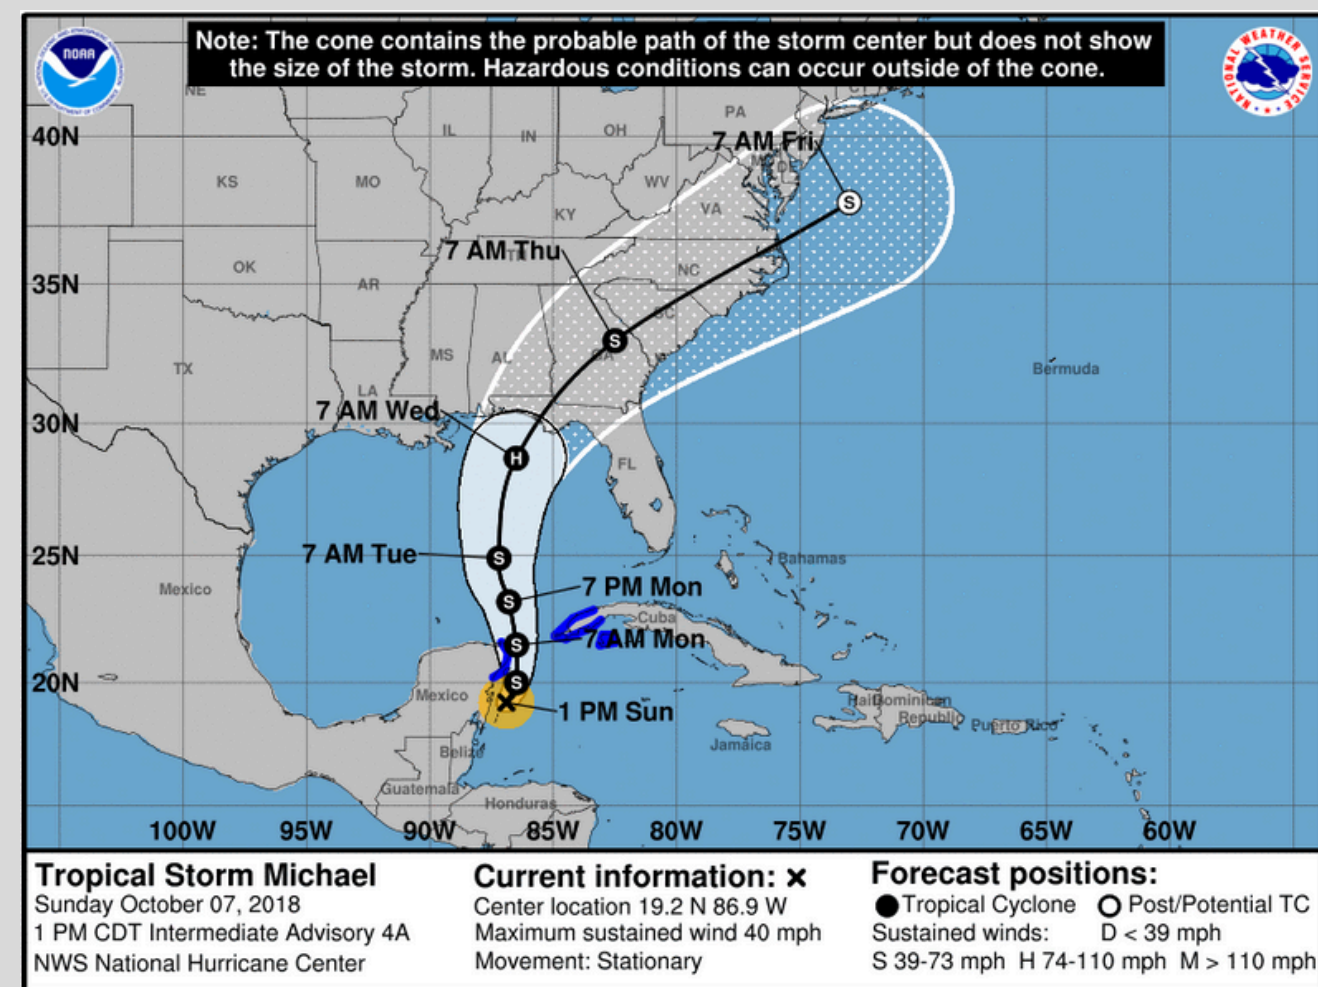 Note: The cone contains the probable path of the storm center but does not show
the size of the storm. Hazardous conditions can occur outside of the cone.
NOAA
NATIONAL WEATHER SERVICE
NE
CT
PA
40N
IL
IN
OH
7 AM Fri
KS
MO
WV
KY
VA
7 AM Thu
OK
NC
35N
AR
SC
MS
AL
TX
Bermuda
LA
7 AM Wed
30N
H
FL
S
25N
7 AM Tue
S
Bahamas
Mexico
S
7 PM Mon
Cuba
S
7 AM Mon
20N
S
Mexico
1 PM Sun
Haiti
Dominican
Republic
Puerto Rico
Jamaica
Belize
Guatemala
Honduras
100W 95W 90W 85W 80W 75W 70W 65W 60W
Tropical Storm Michael
Sunday October 07, 2018
1 PM CDT Intermediate Advisory 4A
NWS National Hurricane Center
Current information: x
Center location 19.2 N 86.9 W
Maximum sustained wind 40 mph
Movement: Stationary
Forecast positions:
Tropical Cyclone Post/Potential TC
Sustained winds: D < 39 mph
S 39-73 mph H 74-110 mph M > 110 mph